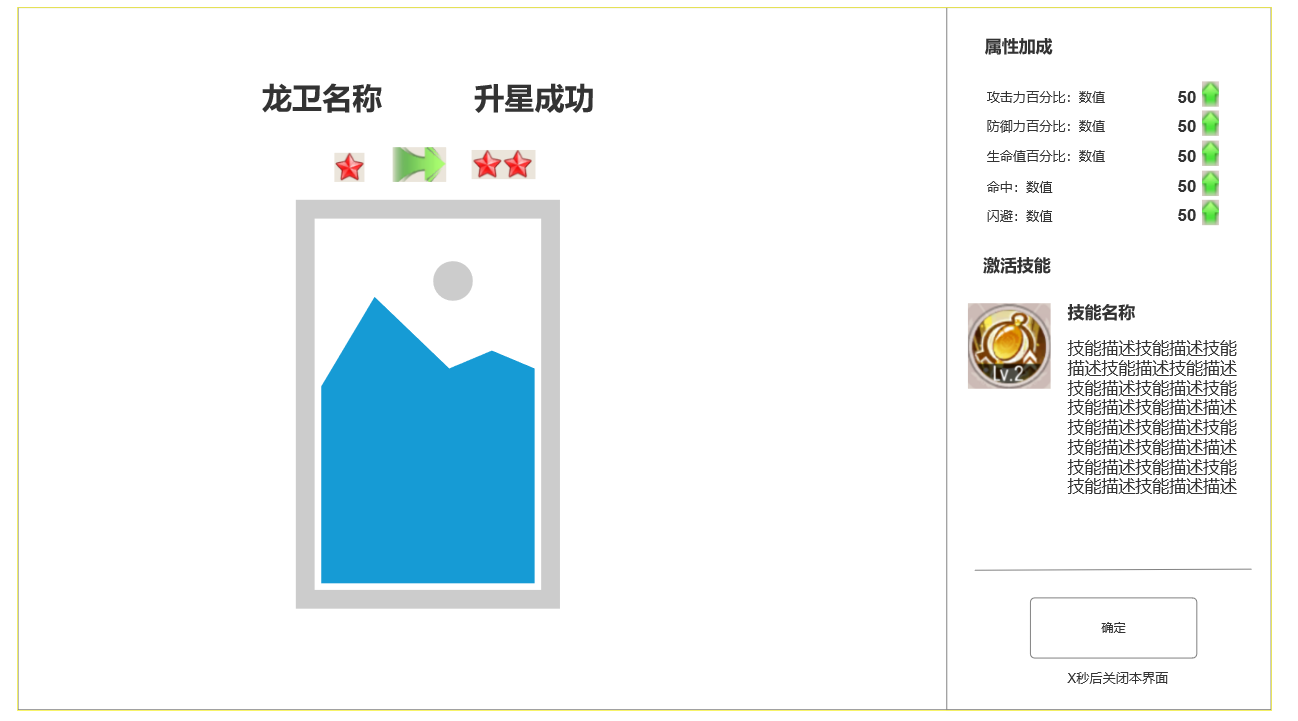 龙卫名称 升星成功
属性加成
攻击力百分比：数值 50
防御力百分比：数值 50
生命值百分比：数值 50
命中：数值 50
闪避：数值 50
激活技能
Lv.2
技能名称
技能描述技能描述技能
描述技能描述技能描述
技能描述技能描述技能
技能描述技能描述描述
技能描述技能描述技能
技能描述技能描述描述
技能描述技能描述技能
技能描述技能描述描述
确定
X秒后关闭本界面